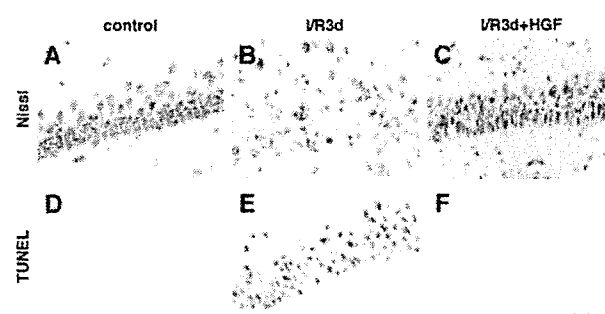 control I/R3d I/R3d+HGF
A B C
Nissl
D E F
TUNEL